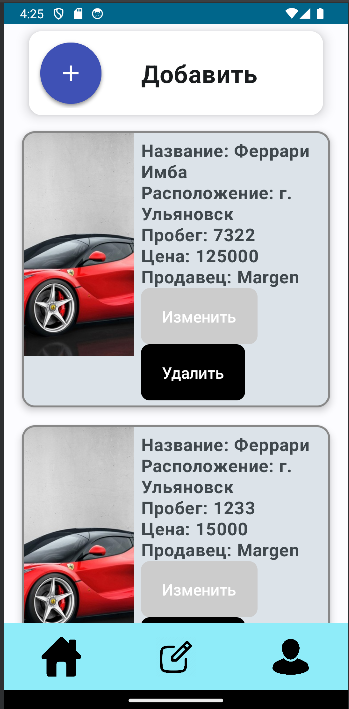 4:25
Добавить
Название: Феррари
Имба
Расположение: г.
Ульяновск
Пробег: 7322
Цена: 125000
Продавец: Margen
Изменить
Удалить
Название: Феррари
Расположение: г.
Ульяновск
Пробег: 1233
Цена: 15000
Продавец: Margen
Изменить